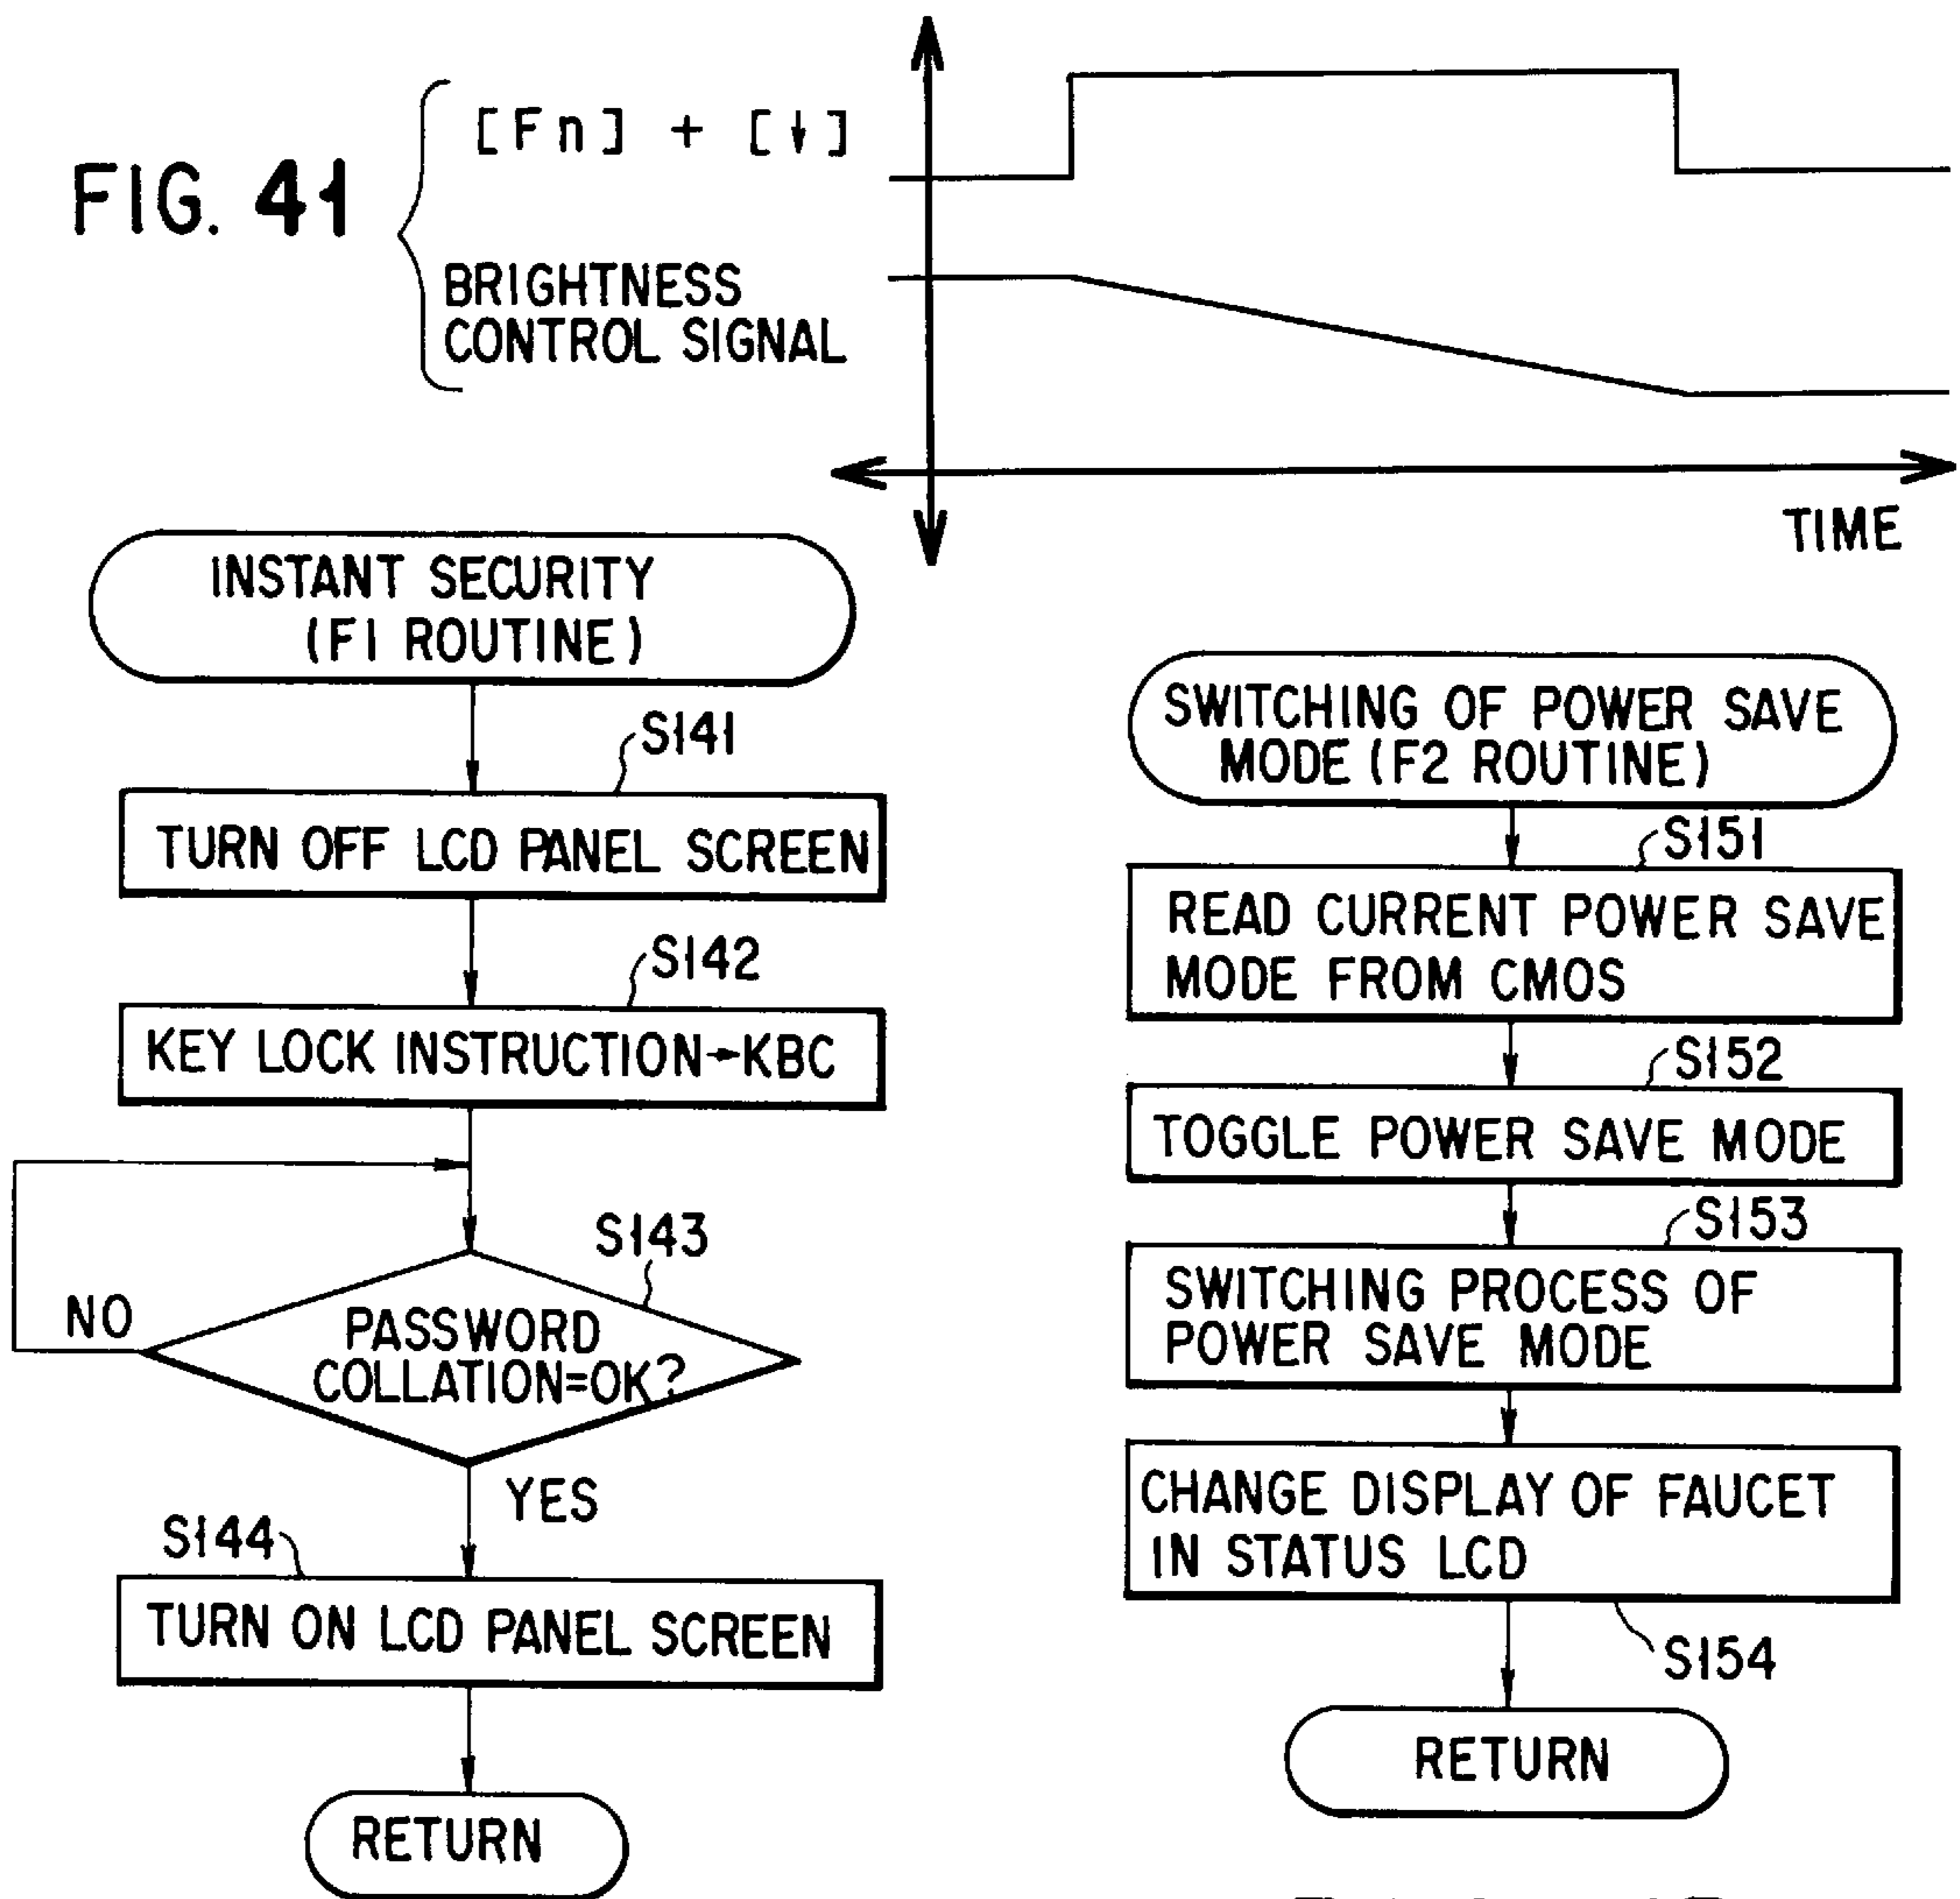 FIG. 41
[Fn] + [↓]
BRIGHTNESS
CONTROL SIGNAL
TIME
INSTANT SECURITY
(F1 ROUTINE)
S141
TURN OFF LCD PANEL SCREEN
S142
KEY LOCK INSTRUCTION→KBC
S143
NO
PASSWORD
COLLATION=OK?
YES
S144
TURN ON LCD PANEL SCREEN
RETURN
SWITCHING OF POWER SAVE
MODE (F2 ROUTINE)
S151
READ CURRENT POWER SAVE
MODE FROM CMOS
S152
TOGGLE POWER SAVE MODE
S153
SWITCHING PROCESS OF
POWER SAVE MODE
CHANGE DISPLAY OF FAUCET
IN STATUS LCD
S154
RETURN